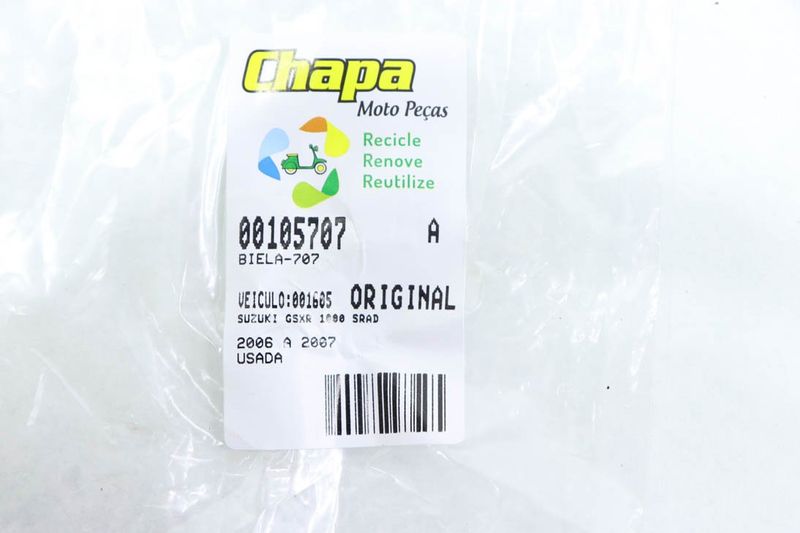 Chapa
Moto Peças
Recicle
Renove
Reutilize
00105707 A
BIELA-707
VEICULO:001605 ORIGINAL
SUZUKI GSXR 1000 SRAD
2006 A 2007
USADA